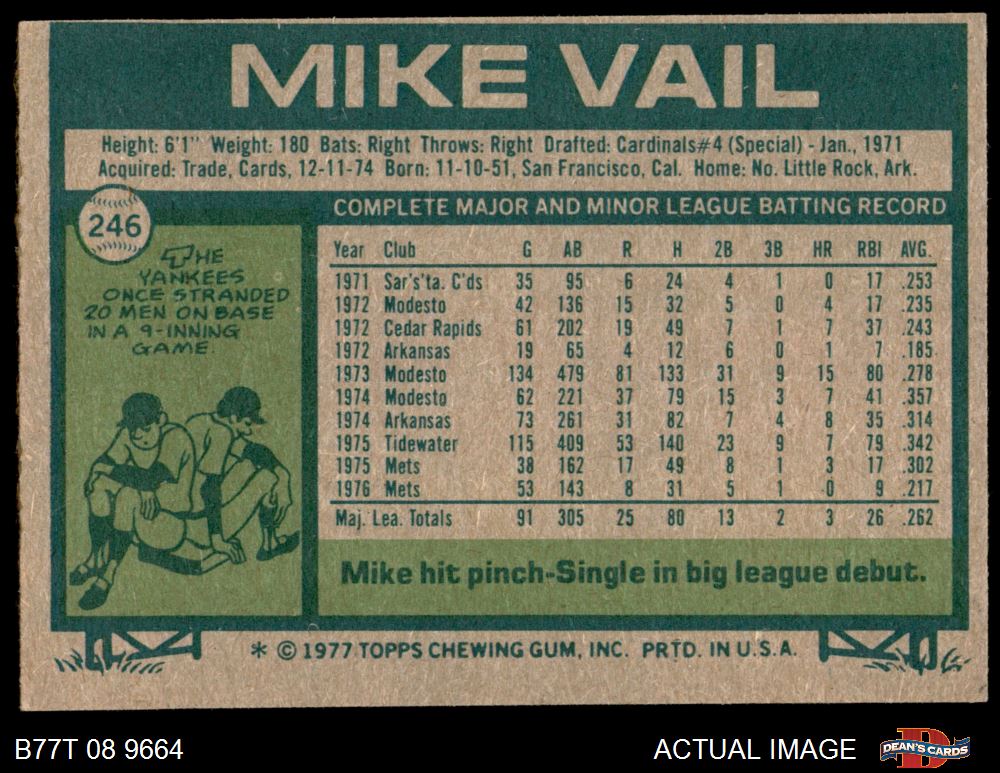 MIKE VAIL
Height: 6'1" Weight: 180 Bats: Right Throws: Right Drafted: Cardinals#4 (Special) - Jan., 1971
Acquired: Trade, Cards, 12-11-74 Born: 11-10-51, San Francisco, Cal. Home: No. Little Rock, Ark.
246
THE
YANKEES
ONCE STRANDED
20 MEN ON BASE
IN A 9-INNING
GAME.
COMPLETE MAJOR AND MINOR LEAGUE BATTING RECORD
Year Club G AB R H 2B 3B HR RBI AVG.
1971 Sar's'ta. C'ds 35 95 6 24 4 1 0 17 .253
1972 Modesto 42 136 15 32 5 0 4 17 .235
1972 Cedar Rapids 61 202 19 49 7 1 7 37 .243
1972 Arkansas 19 65 4 12 6 0 1 7 .185
1973 Modesto 134 479 81 133 31 9 15 80 .278
1974 Modesto 62 221 37 79 15 3 7 41 .357
1974 Arkansas 73 261 31 82 7 4 8 35 .314
1975 Tidewater 115 409 53 140 23 9 7 79 .342
1975 Mets 38 162 17 49 8 1 3 17 .302
1976 Mets 53 143 8 31 5 1 0 9 .217
Maj. Lea. Totals 91 305 25 80 13 2 3 26 .262
Mike hit pinch-Single in big league debut.
* © 1977 TOPPS CHEWING GUM, INC. PRTD. IN U.S.A.
B77T 08 9664
ACTUAL IMAGE
DEAN'S CARDS